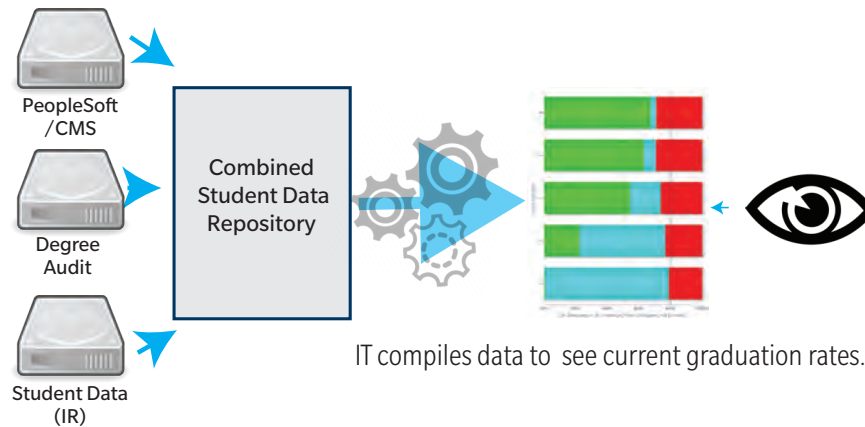 PeopleSoft
/CMS
Degree
Audit
Student Data
(IR)
Combined
Student Data
Repository
IT compiles data to see current graduation rates.